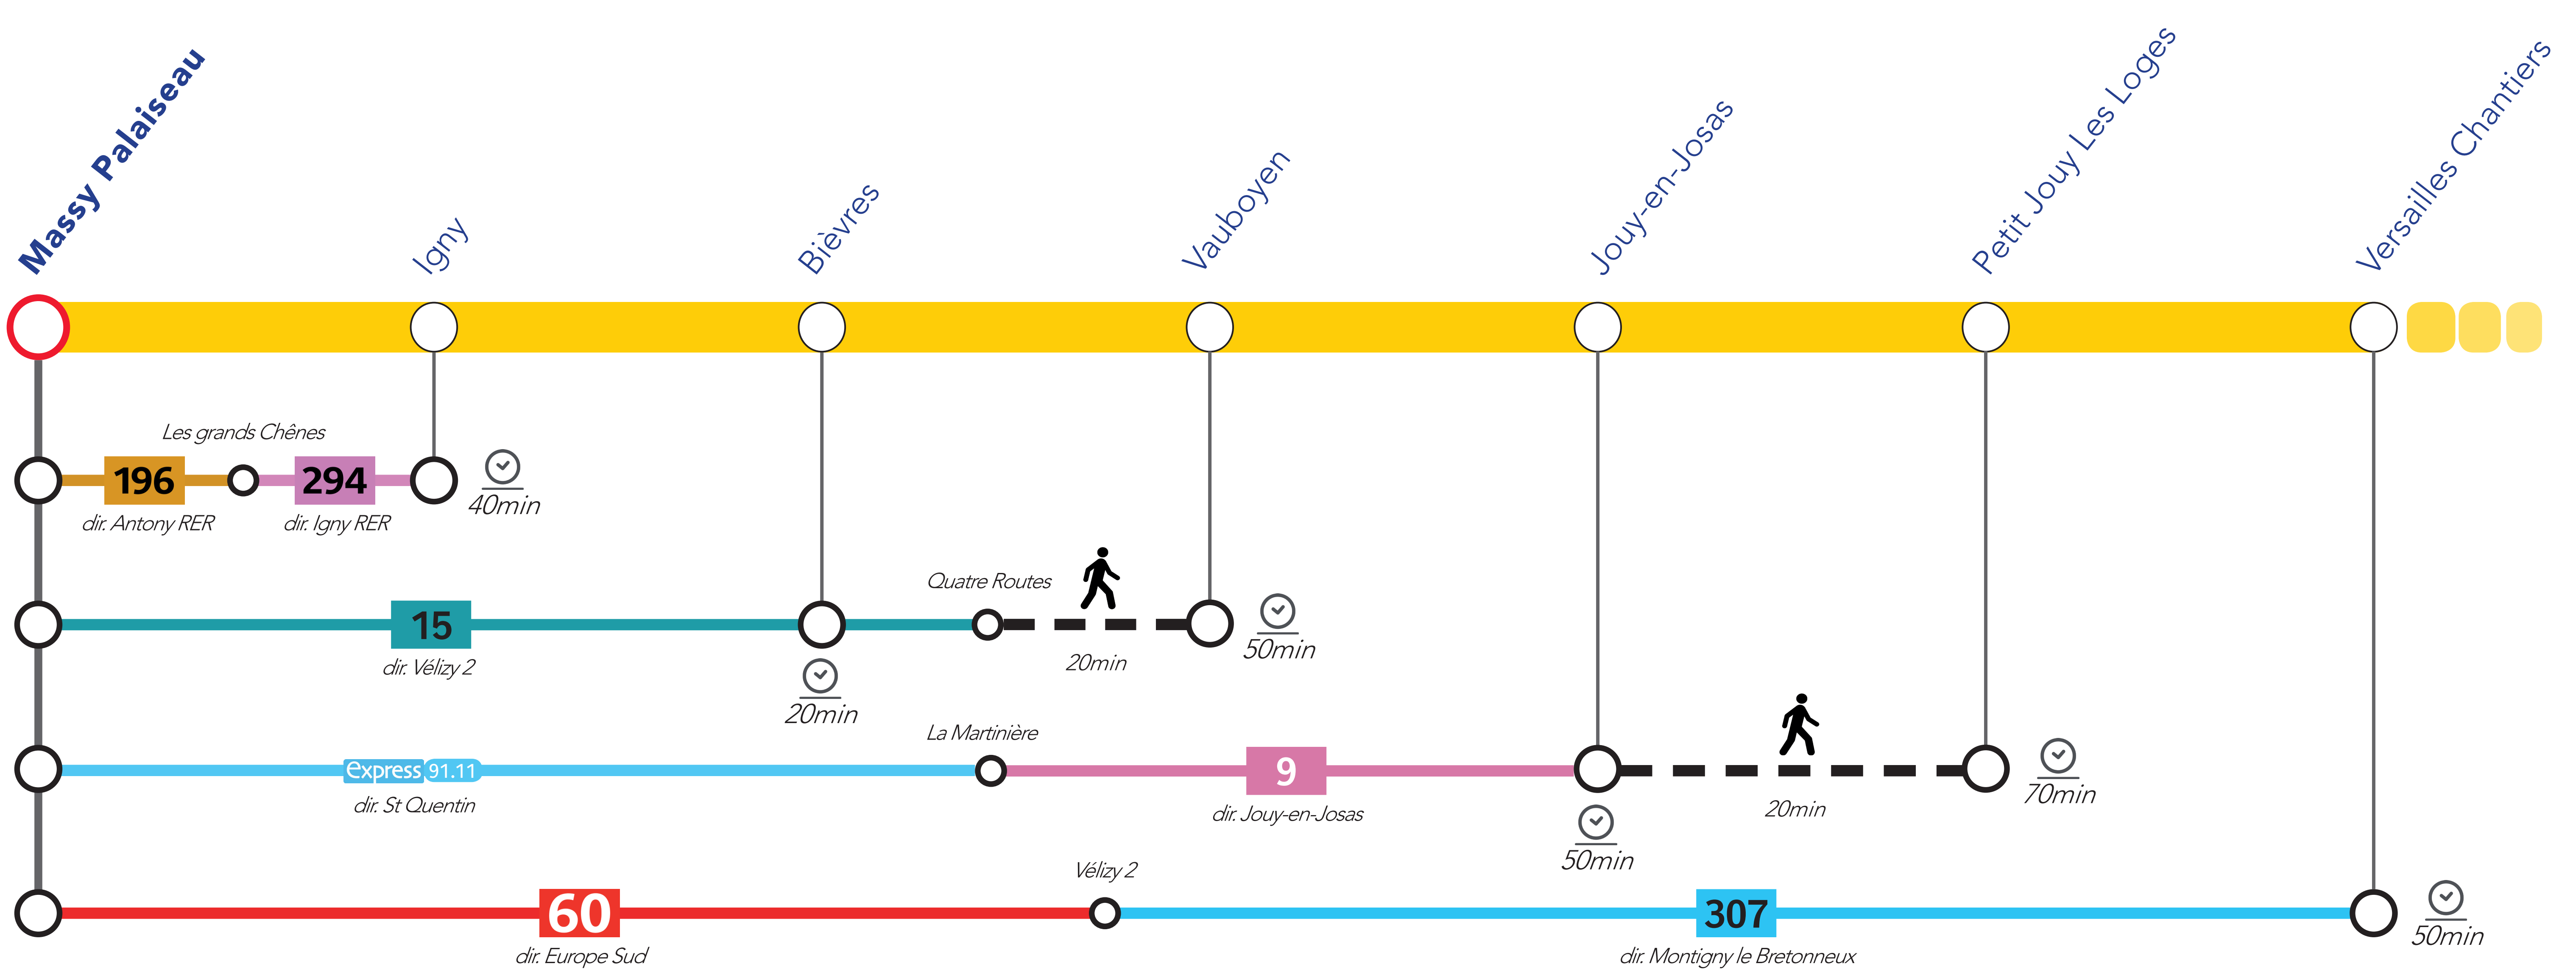 Massy Palaiseau
Igny
Bièvres
Vauboyen
Jouy-en-Josas
Petit Jouy Les Loges
Versailles Chantiers
Les grands Chênes
196
294
40min
dir. Antony RER
dir. Igny RER
Quatre Routes
15
50min
dir. Vélizy 2
20min
20min
La Martinière
express 91.11
9
70min
dir. St Quentin
dir. Jouy-en-Josas
20min
50min
Vélizy 2
60
307
50min
dir. Europe Sud
dir. Montigny le Bretonneux